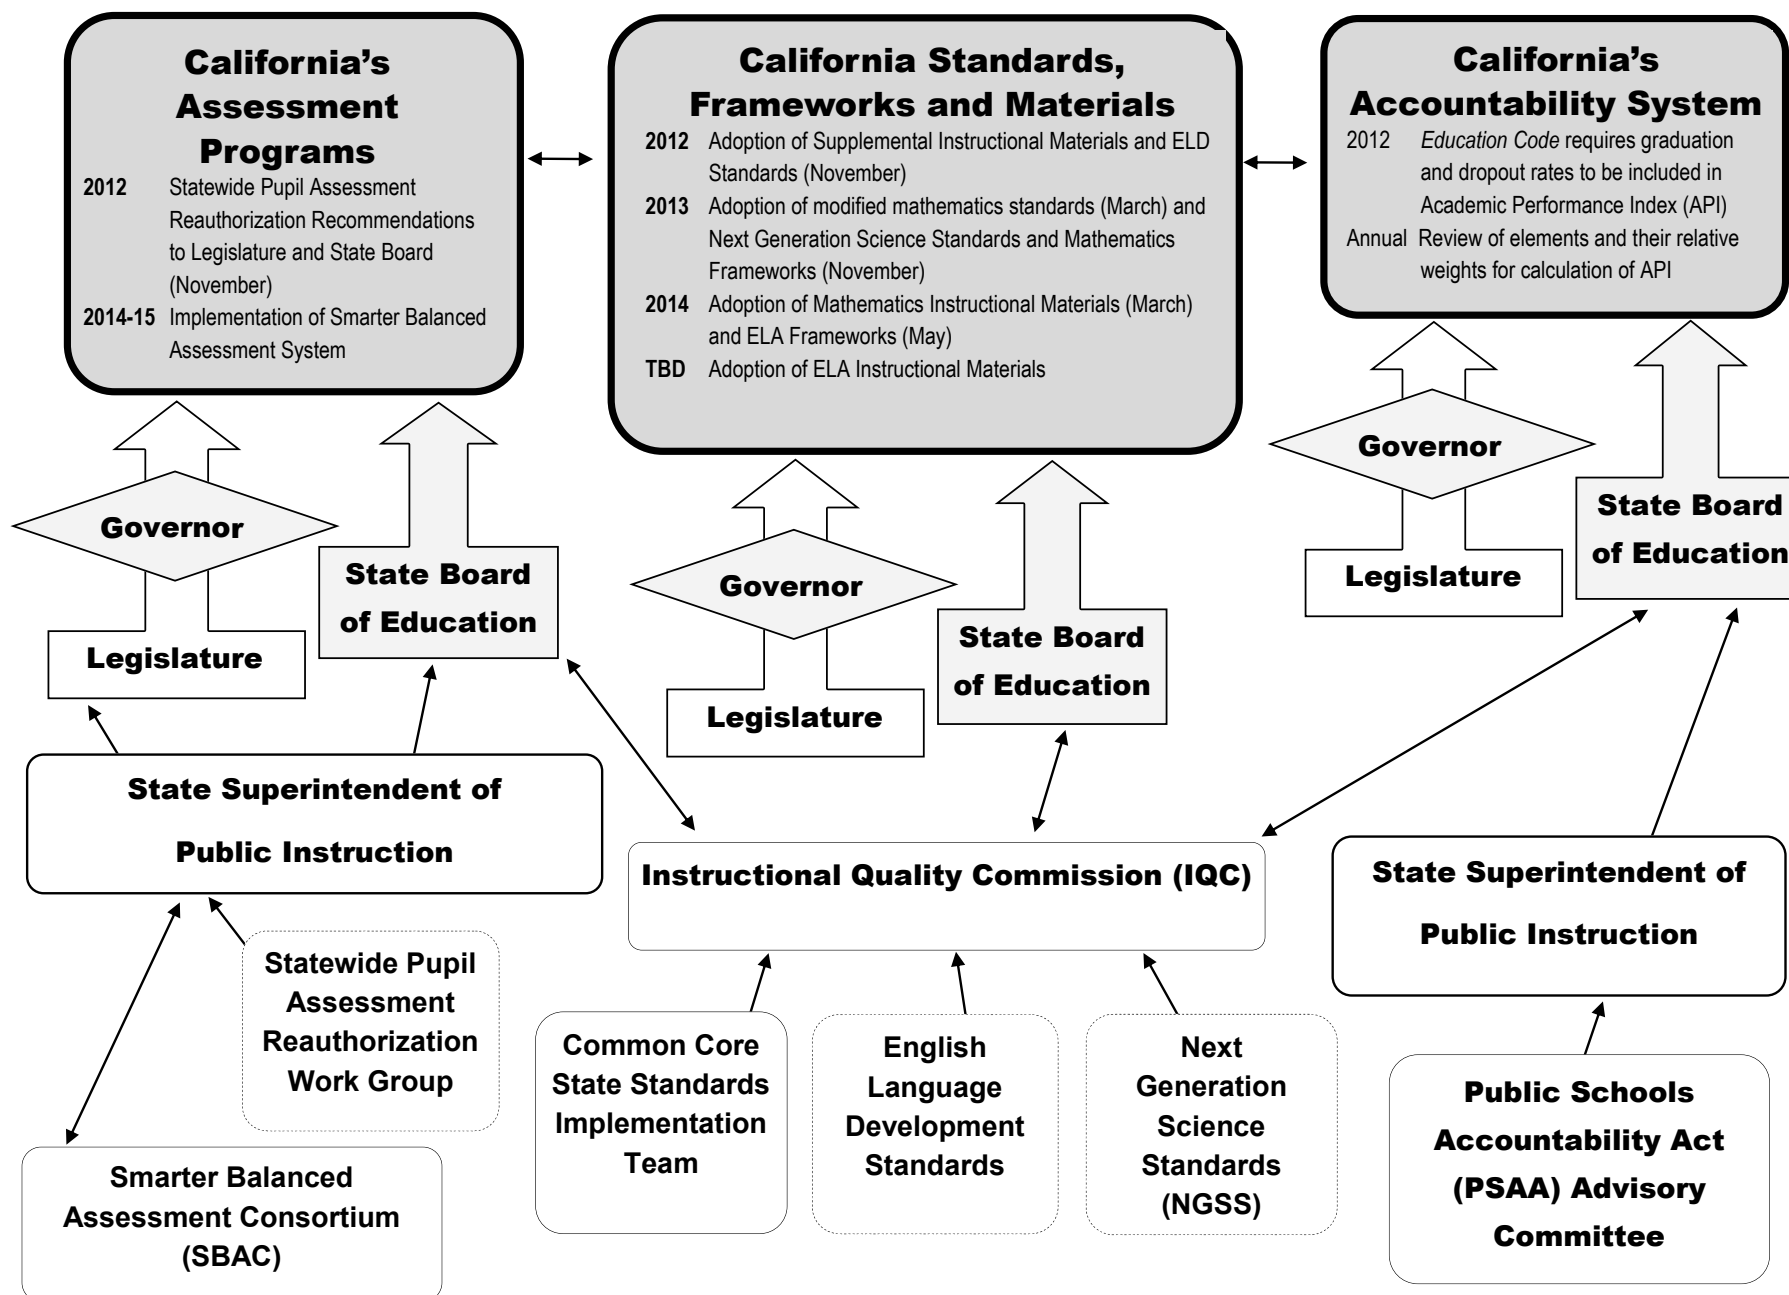 California's
Assessment
Programs
2012 Statewide Pupil Assessment
Reauthorization Recommendations
to Legislature and State Board
(November)
2014-15 Implementation of Smarter Balanced
Assessment System
California Standards,
Frameworks and Materials
2012 Adoption of Supplemental Instructional Materials and ELD
Standards (November)
2013 Adoption of modified mathematics standards (March) and
Next Generation Science Standards and Mathematics
Frameworks (November)
2014 Adoption of Mathematics Instructional Materials (March)
and ELA Frameworks (May)
TBD Adoption of ELA Instructional Materials
California's
Accountability System
2012 Education Code requires graduation
and dropout rates to be included in
Academic Performance Index (API)
Annual Review of elements and their relative
weights for calculation of API
Governor
Legislature
State Board
of Education
Governor
Legislature
State Board
of Education
Governor
Legislature
State Board
of Education
State Superintendent of
Public Instruction
Instructional Quality Commission (IQC)
State Superintendent of
Public Instruction
Statewide Pupil
Assessment
Reauthorization
Work Group
Smarter Balanced
Assessment Consortium
(SBAC)
Common Core
State Standards
Implementation
Team
English
Language
Development
Standards
Next
Generation
Science
Standards
(NGSS)
Public Schools
Accountability Act
(PSAA) Advisory
Committee